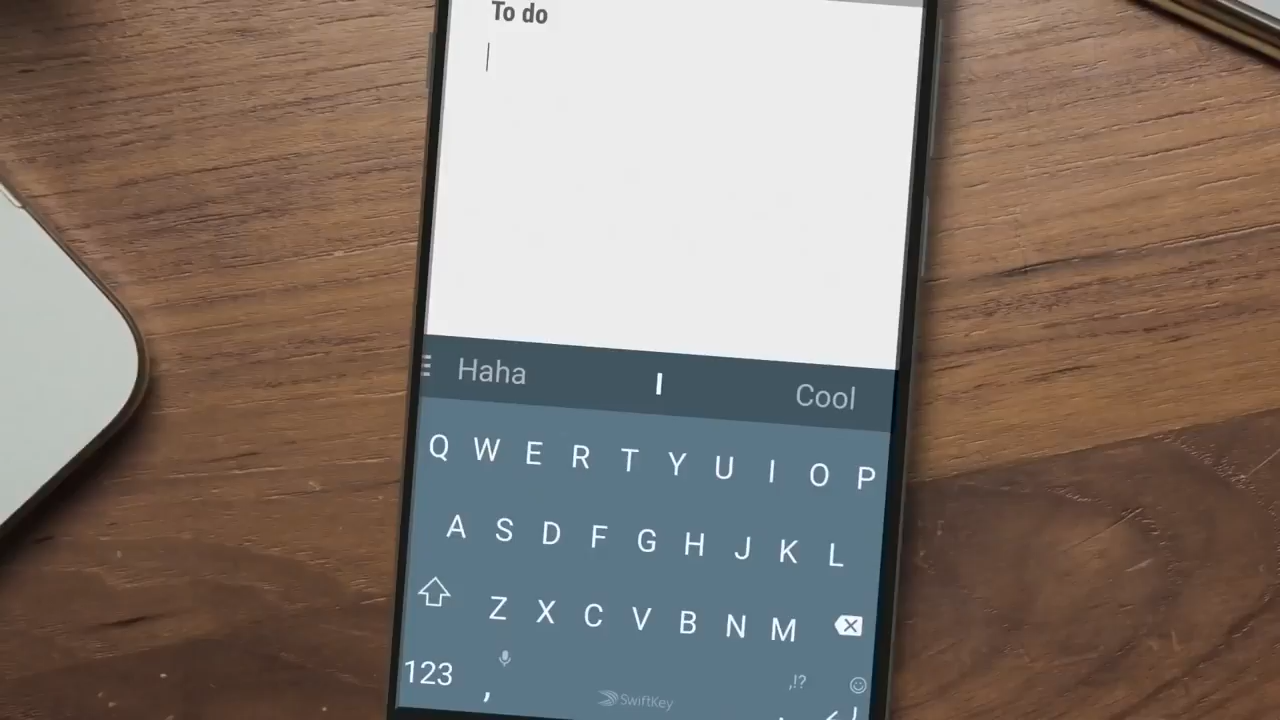 To do
Haha I Cool
Q W E R T Y U I O P
A S D F G H J K L
Z X C V B N M
123 , ,!? .
SwiftKey